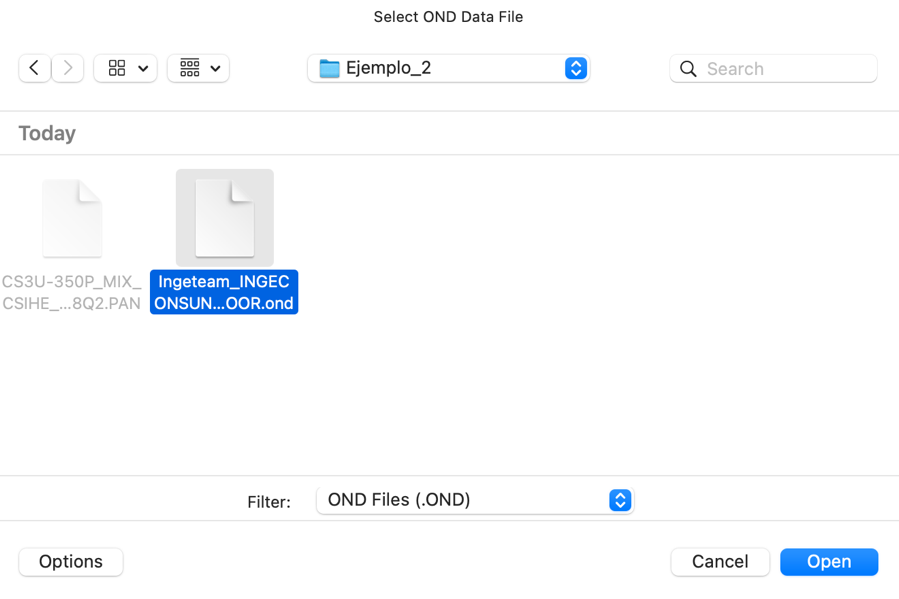 Select OND Data File
Ejemplo_2
Search
Today
CS3U-350P_MIX_
CSIHE_...8Q2.PAN
Ingeteam_INGEC
ONSUN...OOR.ond
Filter:
OND Files (.OND)
Options
Cancel
Open